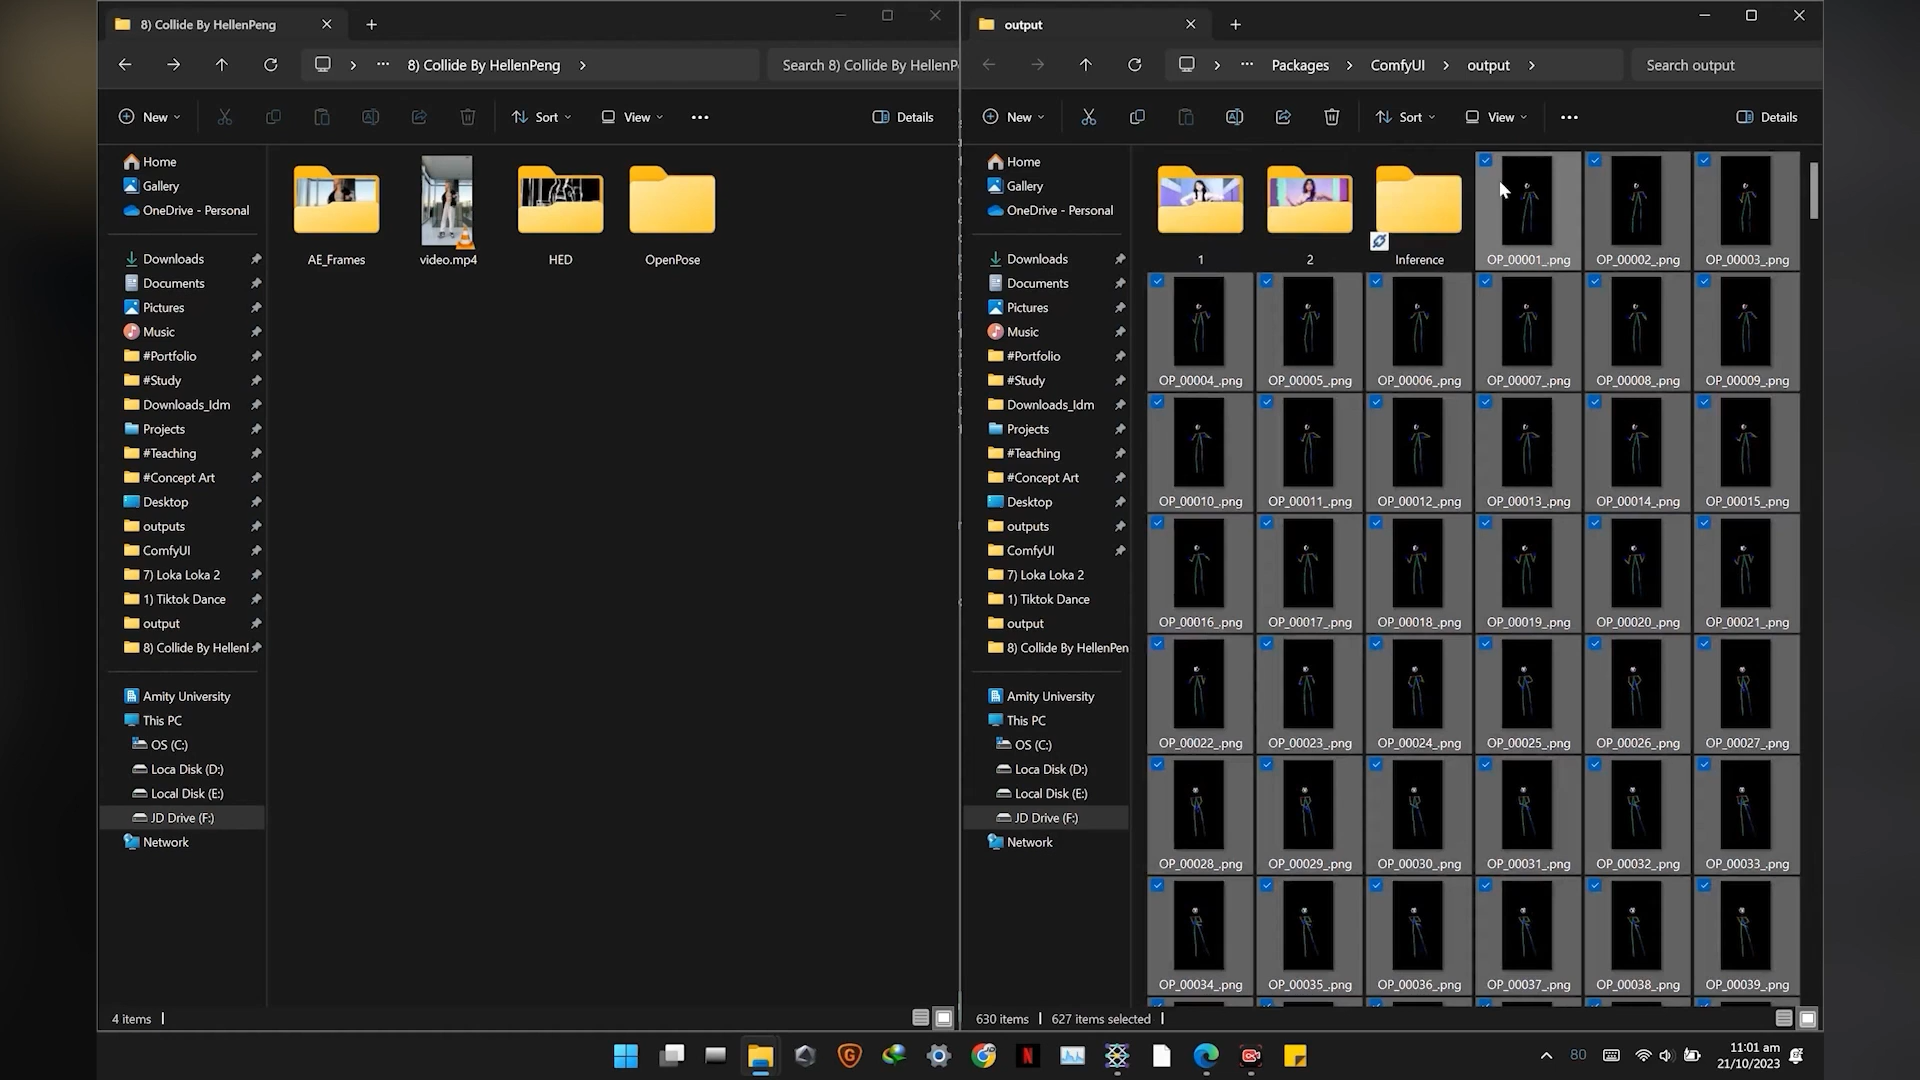 8) Collide By HellenPeng
8) Collide By HellenPeng
Search 8) Collide By HellenP
New
Sort
View
Details
Home
Gallery
OneDrive - Personal
Downloads
Documents
Pictures
Music
#Portfolio
#Study
Downloads_Idm
Projects
#Teaching
#Concept Art
Desktop
outputs
ComfyUI
7) Loka Loka 2
1) Tiktok Dance
output
8) Collide By Hellenf
Amity University
This PC
OS (C:)
Loca Disk (D:)
Local Disk (E:)
JD Drive (F:)
Network
AE_Frames
video.mp4
HED
OpenPose
4 items
output
Packages
ComfyUI
output
Search output
New
Sort
View
Details
Home
Gallery
OneDrive - Personal
Downloads
Documents
Pictures
Music
#Portfolio
#Study
Downloads_Idm
Projects
#Teaching
#Concept Art
Desktop
outputs
ComfyUI
7) Loka Loka 2
1) Tiktok Dance
output
8) Collide By HellenPen
Amity University
This PC
OS (C:)
Loca Disk (D:)
Local Disk (E:)
JD Drive (F:)
Network
1
2
Inference
OP_00001_.png
OP_00002_.png
OP_00003_.png
OP_00004_.png
OP_00005_.png
OP_00006_.png
OP_00007_.png
OP_00008_.png
OP_00009_.png
OP_00010_.png
OP_00011_.png
OP_00012_.png
OP_00013_.png
OP_00014_.png
OP_00015_.png
OP_00016_.png
OP_00017_.png
OP_00018_.png
OP_00019_.png
OP_00020_.png
OP_00021_.png
OP_00022_.png
OP_00023_.png
OP_00024_.png
OP_00025_.png
OP_00026_.png
OP_00027_.png
OP_00028_.png
OP_00029_.png
OP_00030_.png
OP_00031_.png
OP_00032_.png
OP_00033_.png
OP_00034_.png
OP_00035_.png
OP_00036_.png
OP_00037_.png
OP_00038_.png
OP_00039_.png
630 items
627 items selected
80
11:01 am
21/10/2023